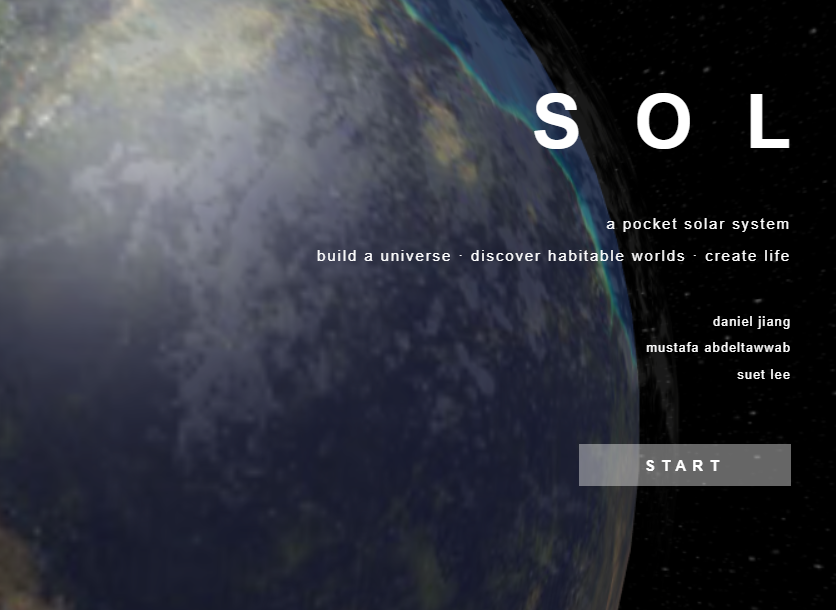 S O L
a pocket solar system
build a universe · discover habitable worlds · create life
daniel jiang
mustafa abdeltawwab
suet lee
START